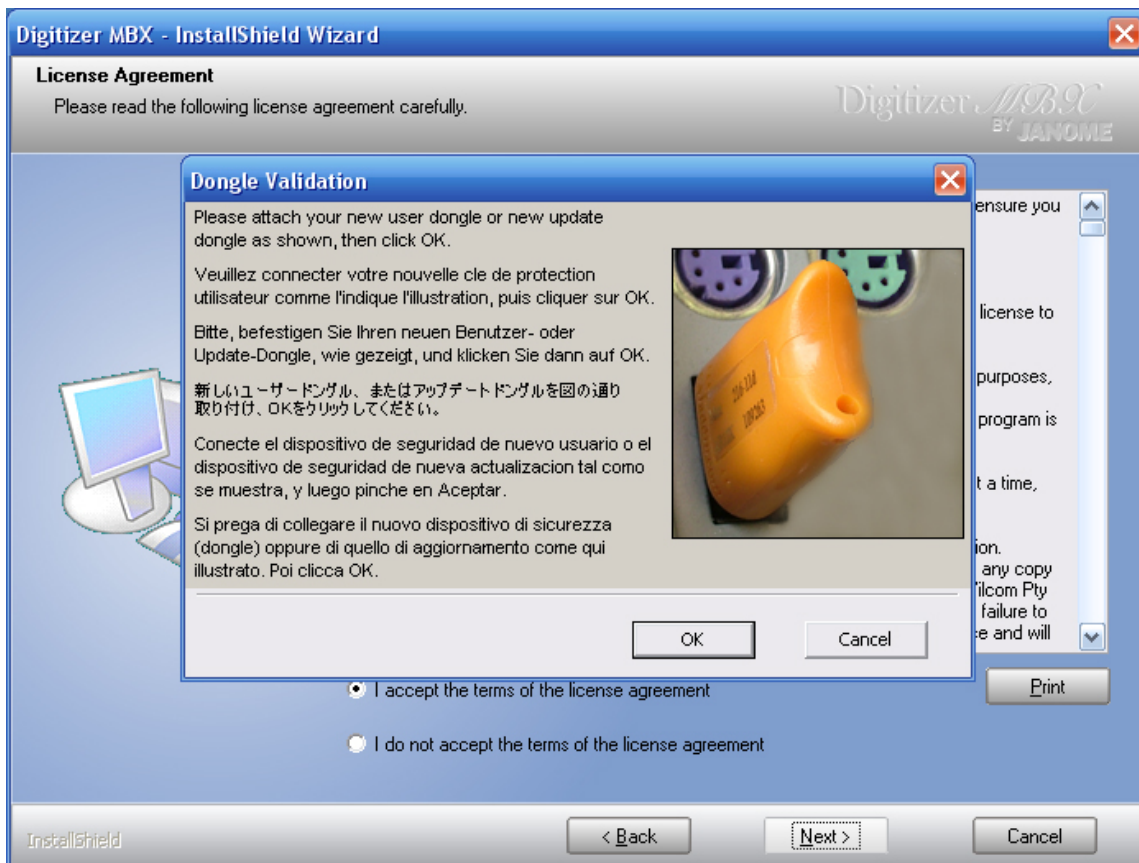 Digitizer MBX - InstallShield Wizard
License Agreement
Please read the following license agreement carefully.
Digitizer MBX
BY JANOME
Dongle Validation
Please attach your new user dongle or new update
dongle as shown, then click OK.
Veuillez connecter votre nouvelle cle de protection
utilisateur comme l'indique l'illustration, puis cliquer sur OK.
Bitte, befestigen Sie Ihren neuen Benutzer- oder
Update-Dongle, wie gezeigt, und klicken Sie dann auf OK.
新しいユーザードングル、またはアップデートドングルを図の通り
取り付け、OKをクリックしてください。
Conecte el dispositivo de seguridad de nuevo usuario o el
dispositivo de seguridad de nueva actualizacion tal como
se muestra, y luego pinche en Aceptar.
Si prega di collegare il nuovo dispositivo di sicurezza
(dongle) oppure di quello di aggiornamento come qui
illustrato. Poi clicca OK.
OK
Cancel
ensure you
license to
purposes,
program is
t a time,
ion.
any copy
ilcom Pty
failure to
e and will
I accept the terms of the license agreement
Print
I do not accept the terms of the license agreement
InstallShield
< Back
Next >
Cancel